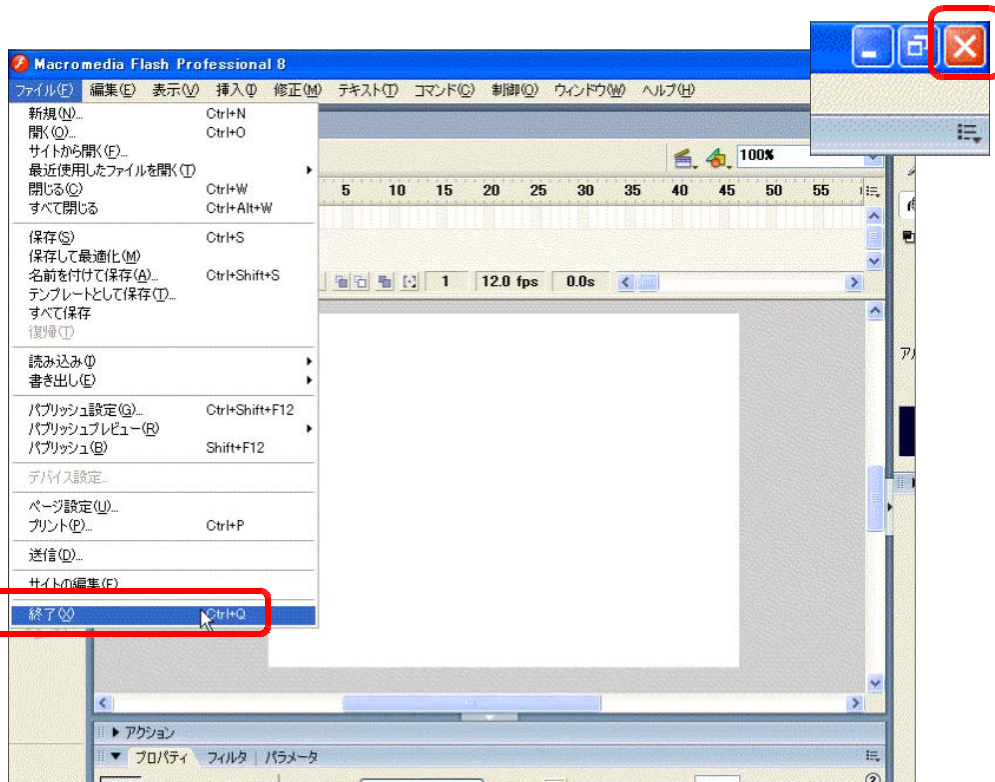 Macromedia Flash Professional 8
ファイル(F) 編集(E) 表示(V) 挿入(I) 修正(M) テキスト(T) コマンド(C) 制御(O) ウィンドウ(W) ヘルプ(H)
新規(N)... Ctrl+N
開く(O)... Ctrl+O
サイトから開く(F)...
最近使用したファイルを開く(T)
閉じる(C) Ctrl+W
すべて閉じる Ctrl+Alt+W
保存(S) Ctrl+S
保存して最適化(M)
名前を付けて保存(A)... Ctrl+Shift+S
テンプレートとして保存(T)...
すべて保存
復帰(T)
読み込み(I)
書き出し(E)
パブリッシュ設定(G)... Ctrl+Shift+F12
パブリッシュプレビュー(R)
パブリッシュ(B) Shift+F12
デバイス設定...
ページ設定(U)...
プリント(P)... Ctrl+P
送信(D)...
サイトの編集(E)
終了(X) Ctrl+Q
100%
5 10 15 20 25 30 35 40 45 50 55
1 12.0 fps 0.0s
アクション
プロパティ フィルタ パラメータ